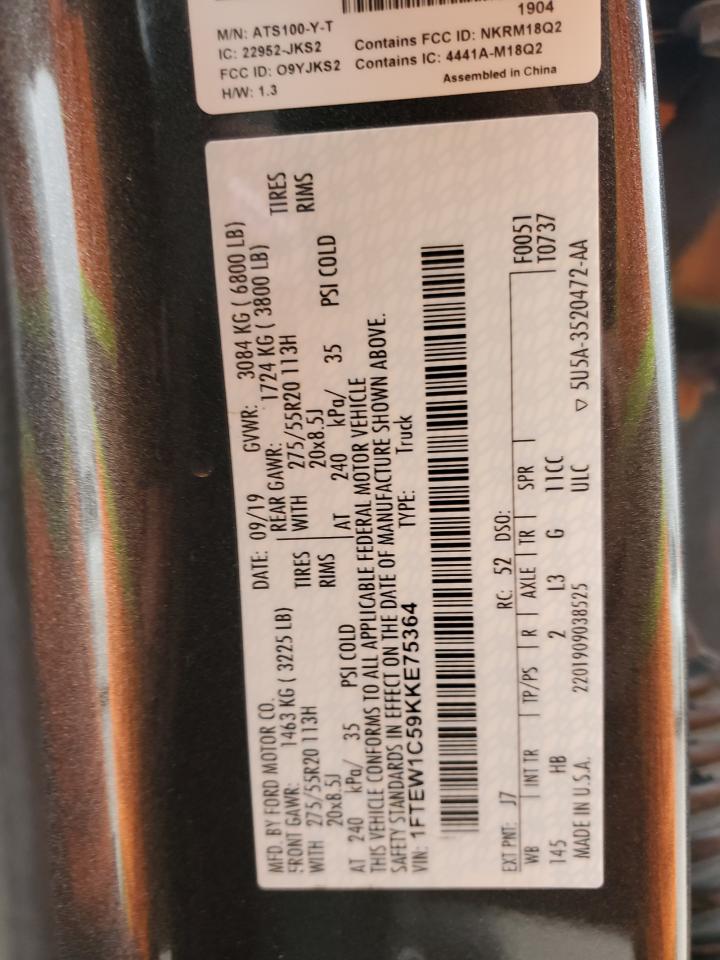 1904
M/N: ATS100-Y-T
IC: 22952-JKS2
FCC ID: O9YJKS2
H/W: 1.3
Contains FCC ID: NKRM18Q2
Contains IC: 4441A-M18Q2
Assembled in China
MFD. BY FORD MOTOR CO.
DATE: 09/19 GVWR: 3084 KG ( 6800 LB)
FRONT GAWR: 1463 KG ( 3225 LB) REAR GAWR: 1724 KG ( 3800 LB)
WITH 275/55R20 113H TIRES WITH 275/55R20 113H TIRES
20x8.5J RIMS 20x8.5J RIMS
AT 240 kPa/ 35 PSI COLD AT 240 kPa/ 35 PSI COLD
THIS VEHICLE CONFORMS TO ALL APPLICABLE FEDERAL MOTOR VEHICLE
SAFETY STANDARDS IN EFFECT ON THE DATE OF MANUFACTURE SHOWN ABOVE.
VIN: 1FTEW1C59KKE75364 TYPE: Truck
EXT PNT: J7 RC: 52 DSO: F0051
WB INT TR TP/PS R AXLE TR SPR T0737
145 HB 2 L3 G 11CC
MADE IN U.S.A. 2201909038525 ULC ▽ 5U5A-3520472-AA